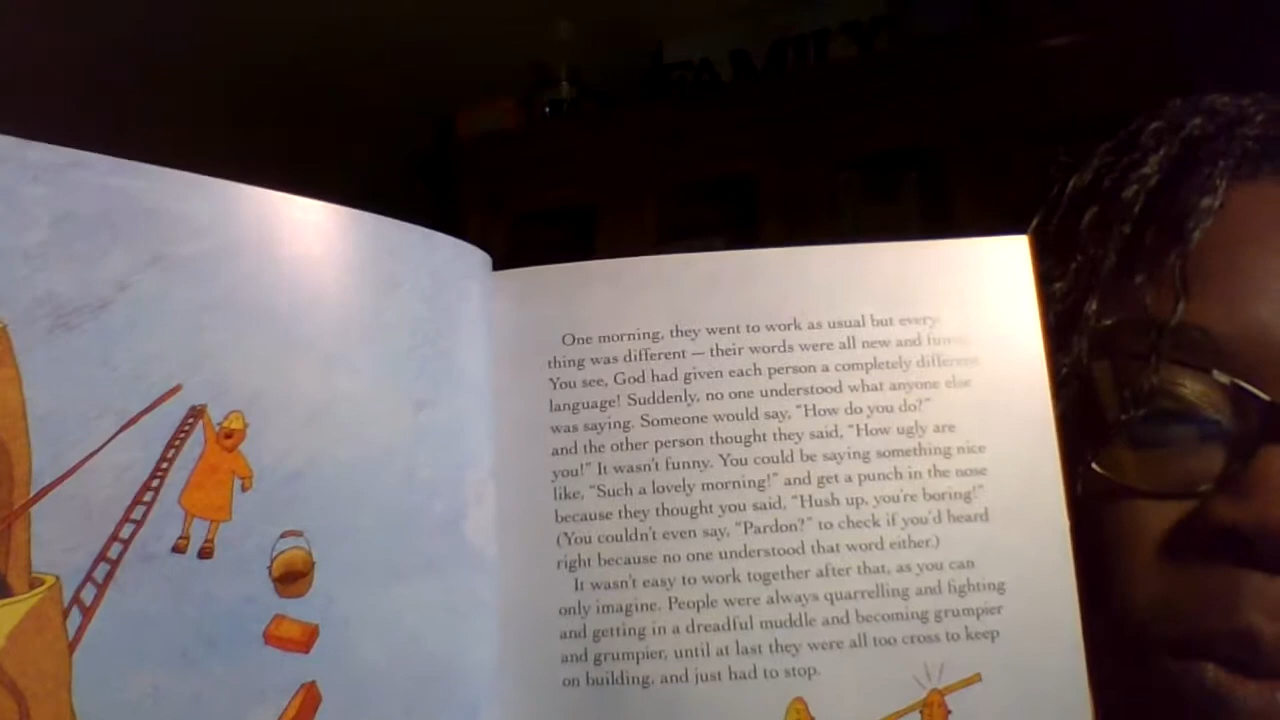 FAMILY
One morning, they went to work as usual but every-
thing was different — their words were all new and funny.
You see, God had given each person a completely different
language! Suddenly, no one understood what anyone else
was saying. Someone would say, "How do you do?"
and the other person thought they said, "How ugly are
you!" It wasn't funny. You could be saying something nice
like, "Such a lovely morning!" and get a punch in the nose
because they thought you said, "Hush up, you're boring!"
(You couldn't even say, "Pardon?" to check if you'd heard
right because no one understood that word either.)
It wasn't easy to work together after that, as you can
only imagine. People were always quarrelling and fighting
and getting in a dreadful muddle and becoming grumpier
and grumpier, until at last they were all too cross to keep
on building, and just had to stop.